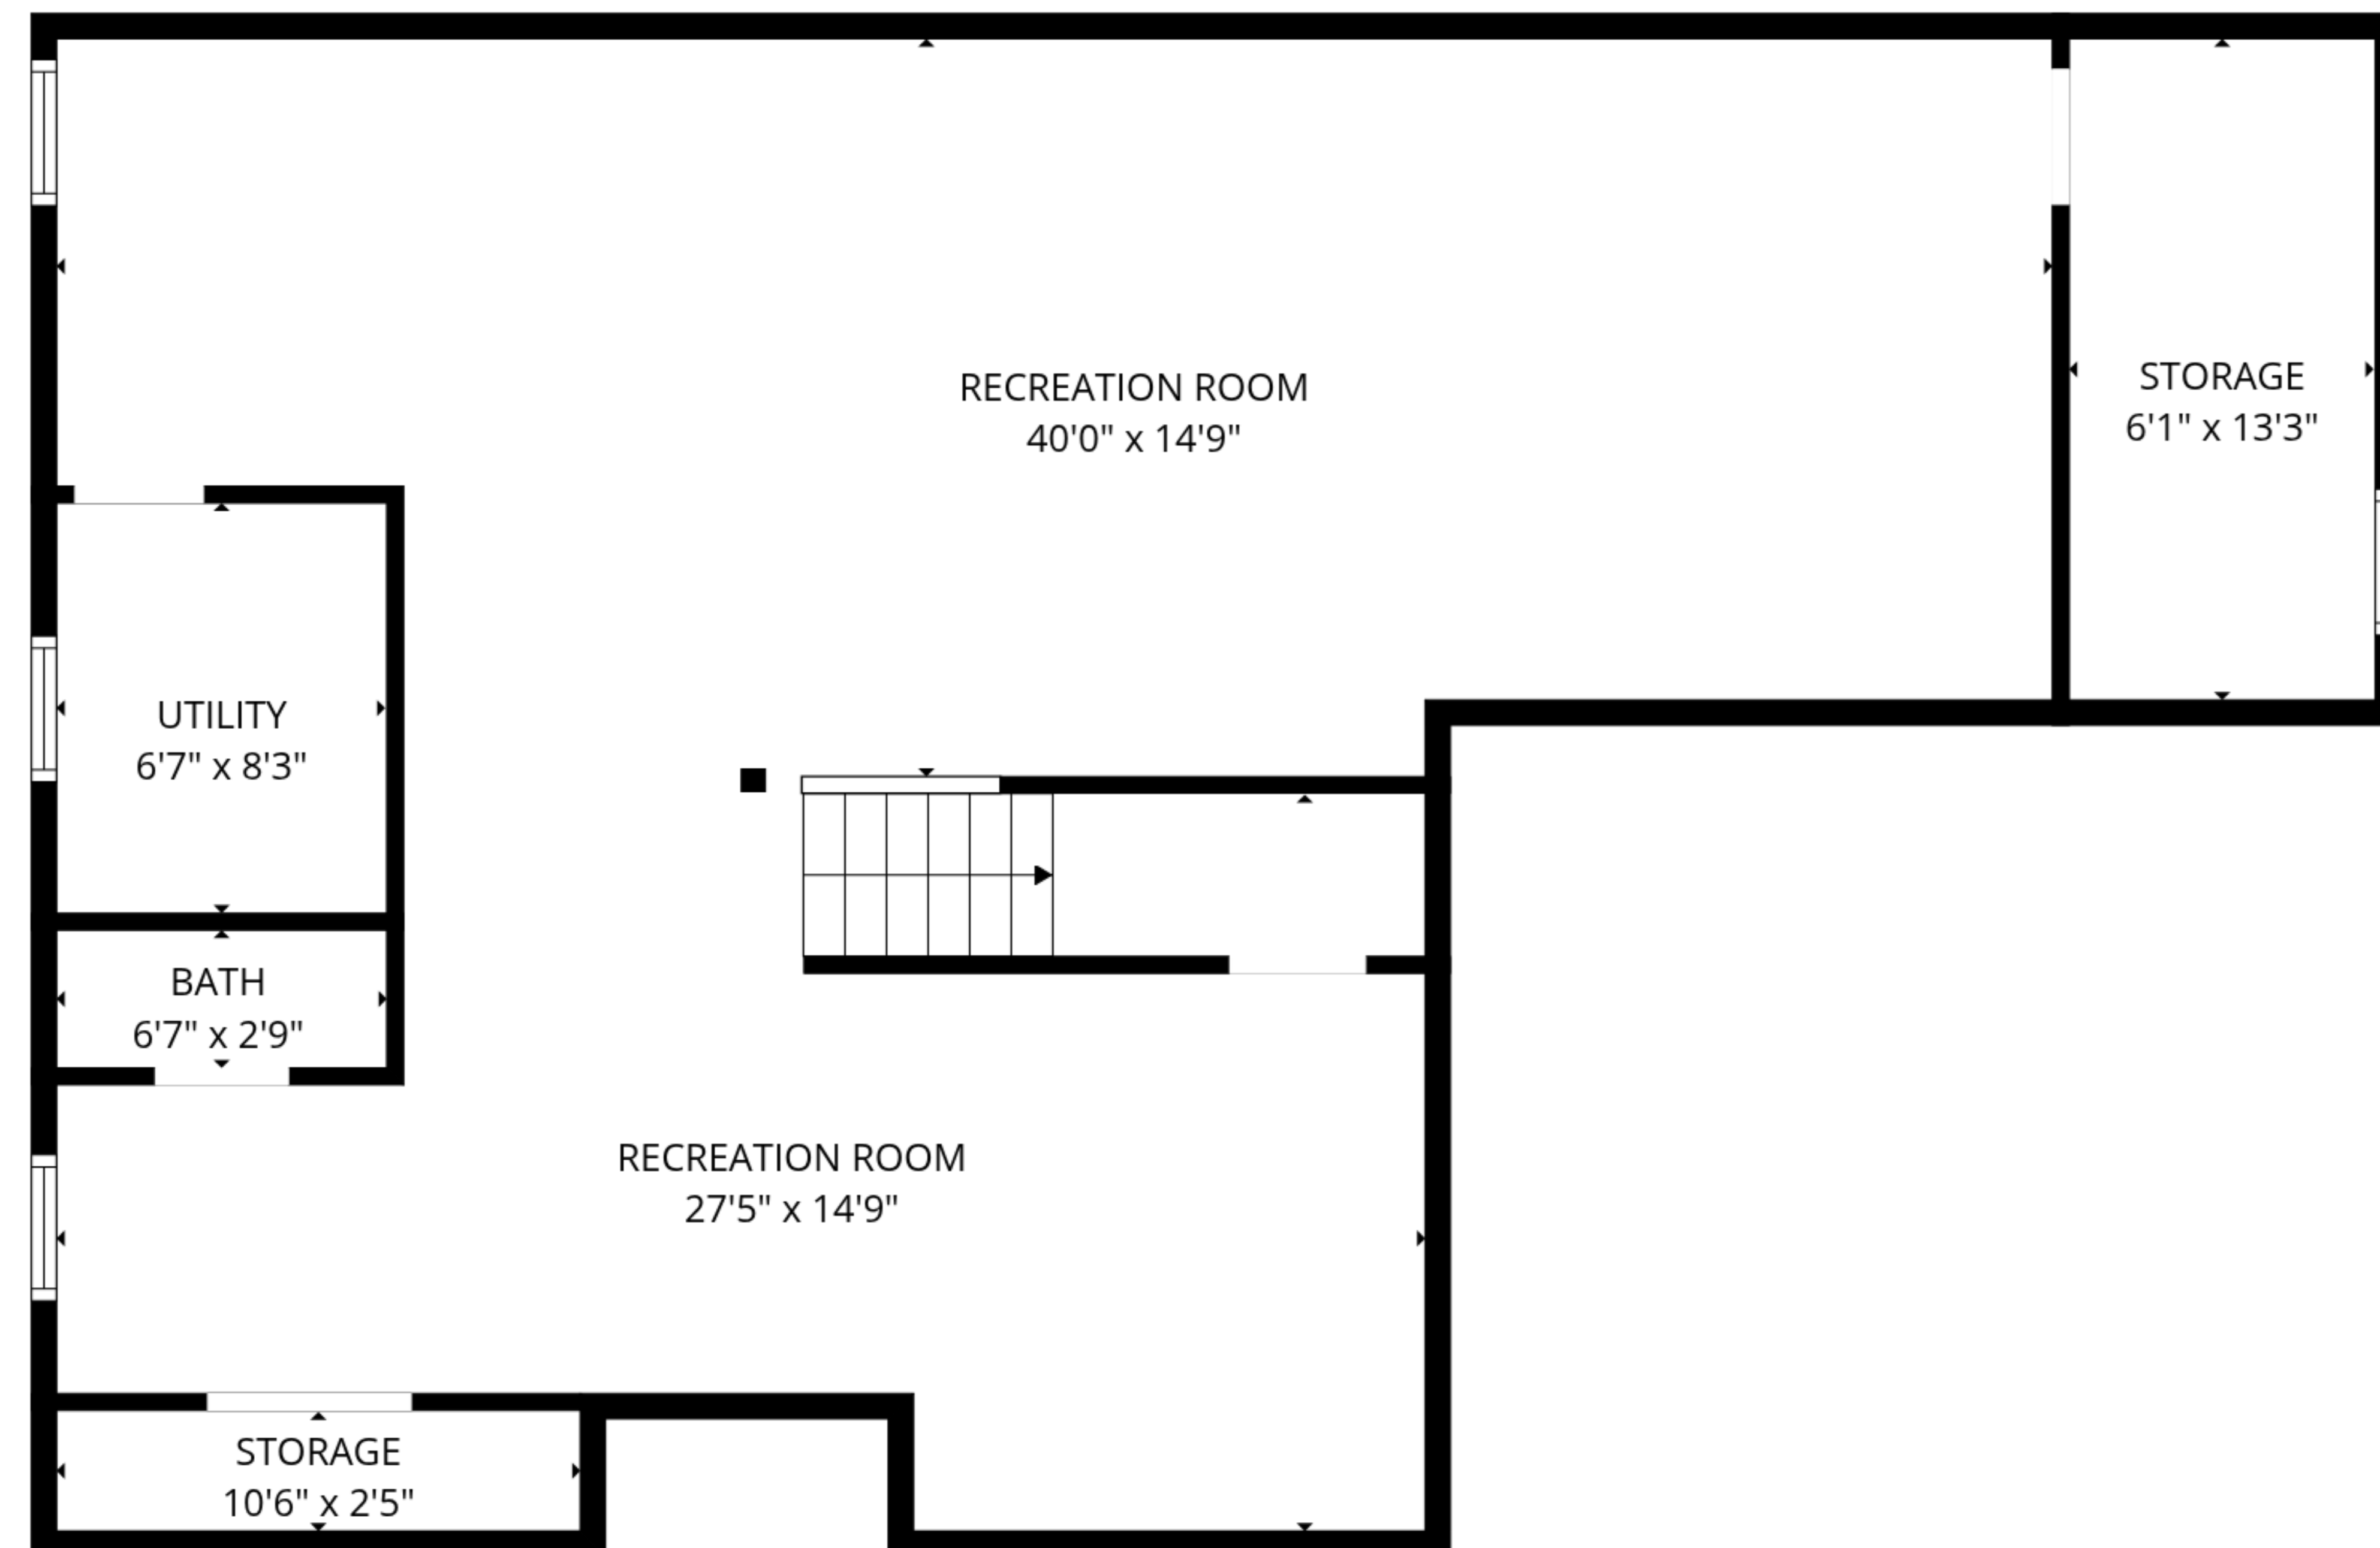 RECREATION ROOM
40'0" x 14'9"
STORAGE
6'1" x 13'3"
UTILITY
6'7" x 8'3"
BATH
6'7" x 2'9"
RECREATION ROOM
27'5" x 14'9"
STORAGE
10'6" x 2'5"